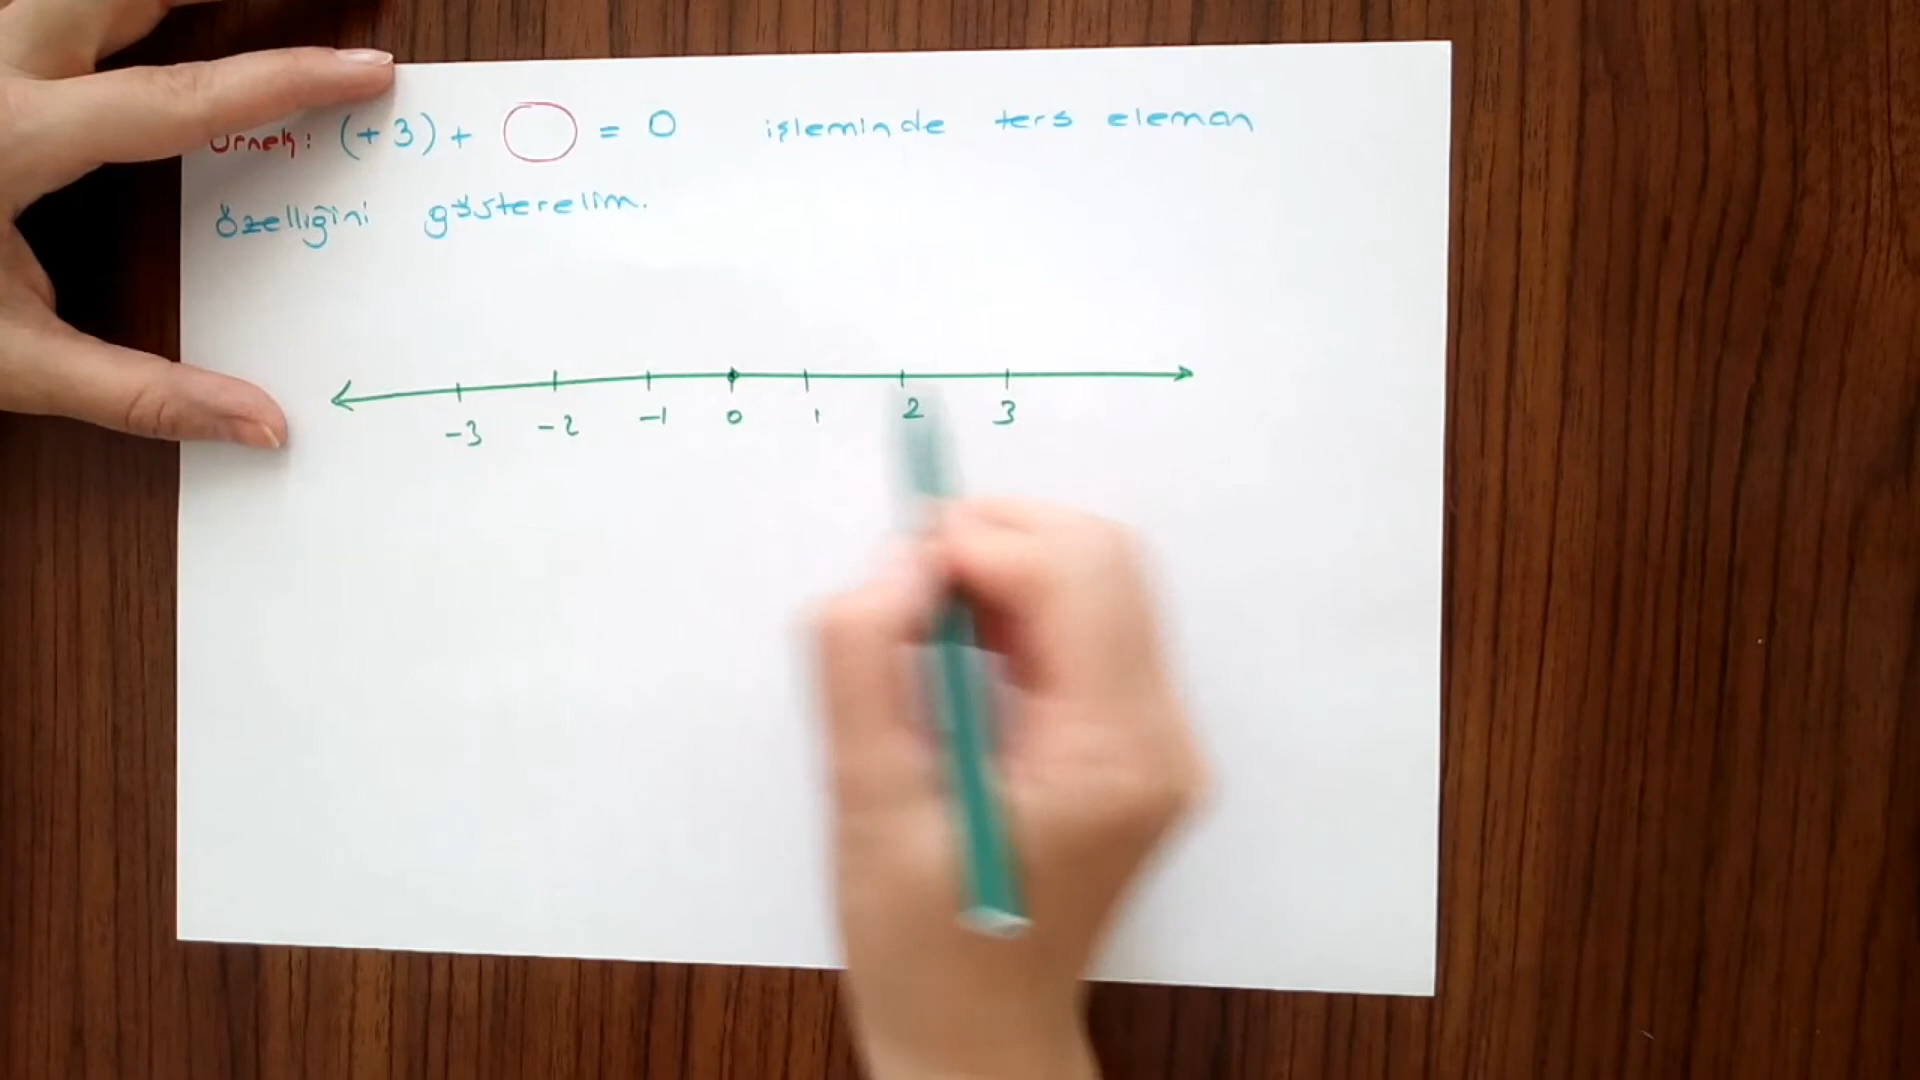 Örnek: (+3) + ◯ = 0 işleminde ters eleman
özelliğini gösterelim.
-3 -2 -1 0 1 2 3